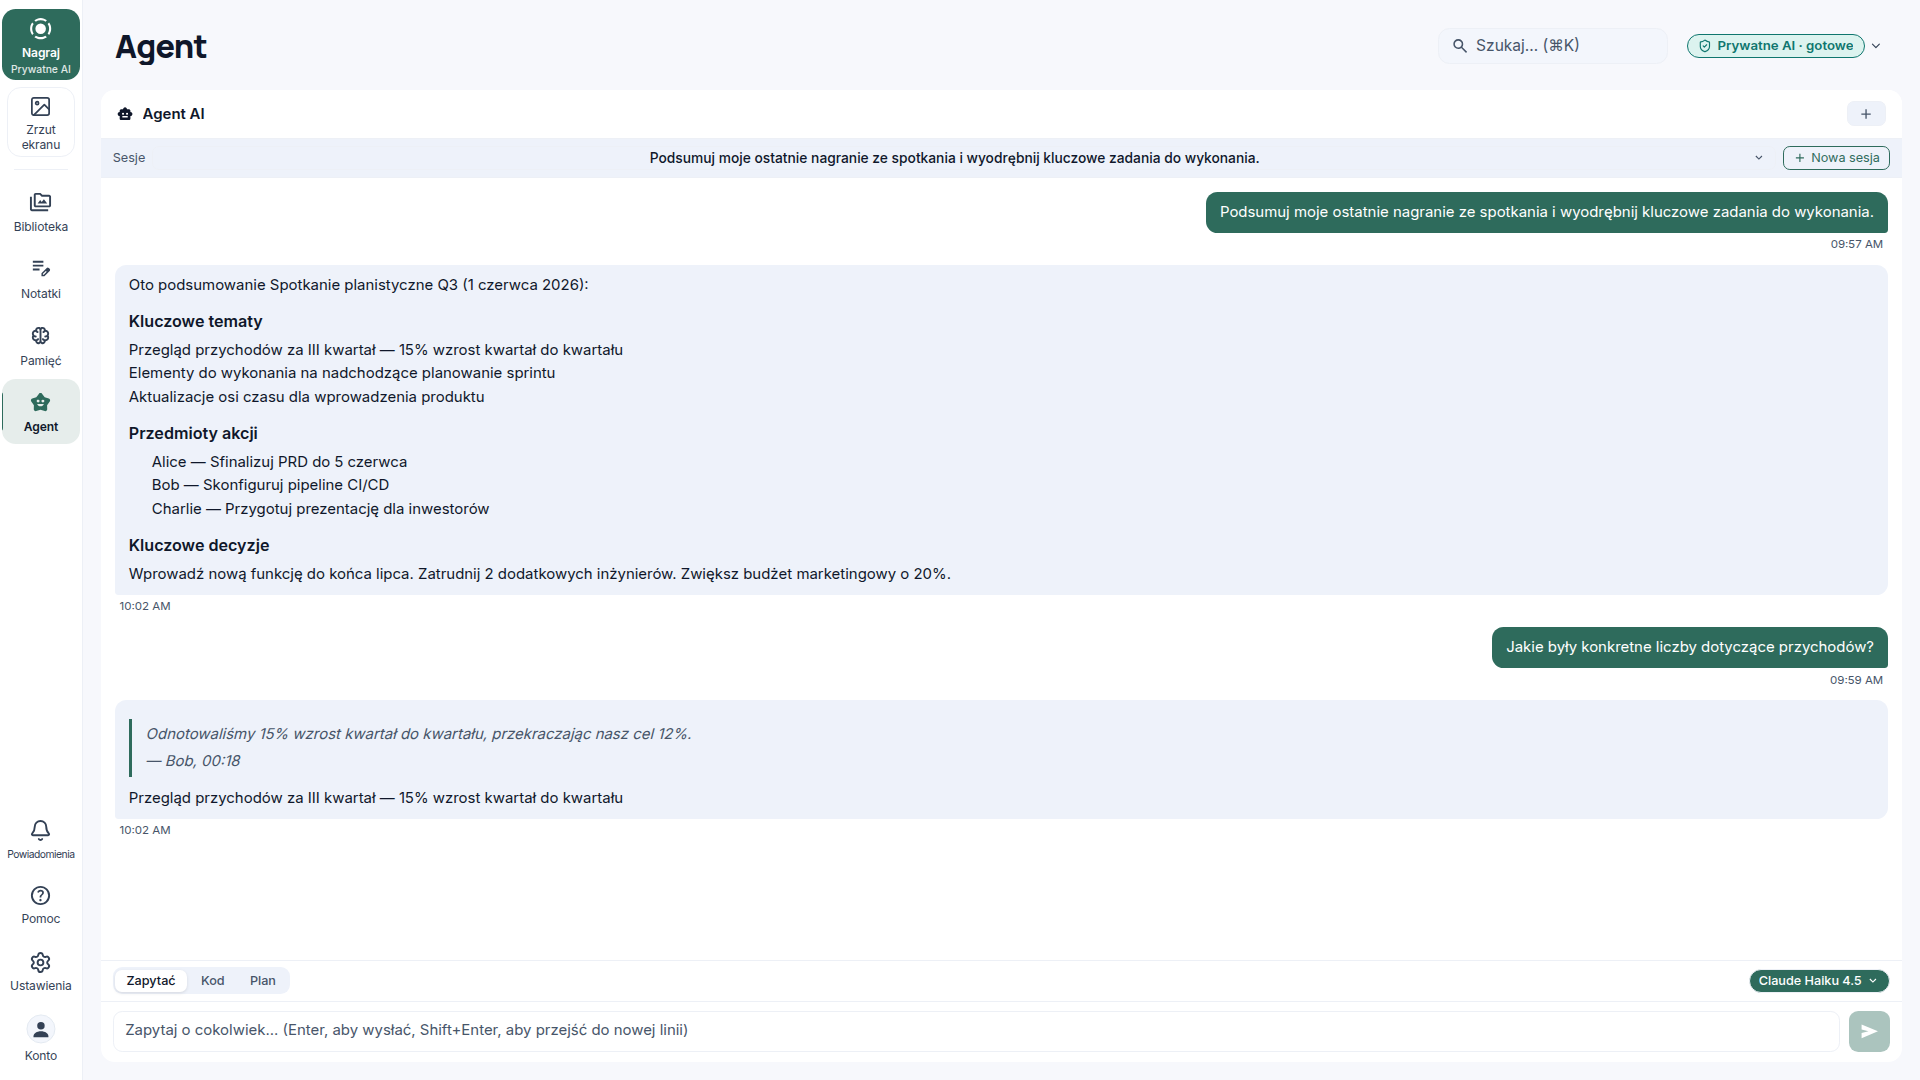 Nagraj
Prywatne AI
Zrzut
ekranu
Biblioteka
Notatki
Pamięć
Agent
Powiadomienia
Pomoc
Ustawienia
Konto
Agent
Szukaj... (⌘K)
Prywatne AI · gotowe
Agent AI
Sesje
Podsumuj moje ostatnie nagranie ze spotkania i wyodrębnij kluczowe zadania do wykonania.
Nowa sesja
Podsumuj moje ostatnie nagranie ze spotkania i wyodrębnij kluczowe zadania do wykonania.
09:57 AM
Oto podsumowanie Spotkanie planistyczne Q3 (1 czerwca 2026):
Kluczowe tematy
Przegląd przychodów za III kwartał — 15% wzrost kwartał do kwartału
Elementy do wykonania na nadchodzące planowanie sprintu
Aktualizacje osi czasu dla wprowadzenia produktu
Przedmioty akcji
Alice — Sfinalizuj PRD do 5 czerwca
Bob — Skonfiguruj pipeline CI/CD
Charlie — Przygotuj prezentację dla inwestorów
Kluczowe decyzje
Wprowadź nową funkcję do końca lipca. Zatrudnij 2 dodatkowych inżynierów. Zwiększ budżet marketingowy o 20%.
10:02 AM
Jakie były konkretne liczby dotyczące przychodów?
09:59 AM
Odnotowaliśmy 15% wzrost kwartał do kwartału, przekraczając nasz cel 12%.
— Bob, 00:18
Przegląd przychodów za III kwartał — 15% wzrost kwartał do kwartału
10:02 AM
Zapytać
Kod
Plan
Claude Haiku 4.5
Zapytaj o cokolwiek... (Enter, aby wysłać, Shift+Enter, aby przejść do nowej linii)